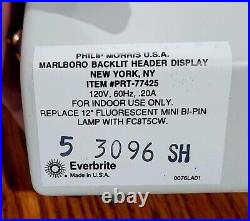 PHILIP MORRIS U.S.A.
MARLBORO BACKLIT HEADER DISPLAY
NEW YORK, NY
ITEM #PRT-77425
120V, 60Hz, .20A
FOR INDOOR USE ONLY.
REPLACE 12" FLUORESCENT MINI BI-PIN
LAMP WITH FC8T5CW.
5 3096 SH
Everbrite
Made in U.S.A.
0076LA01